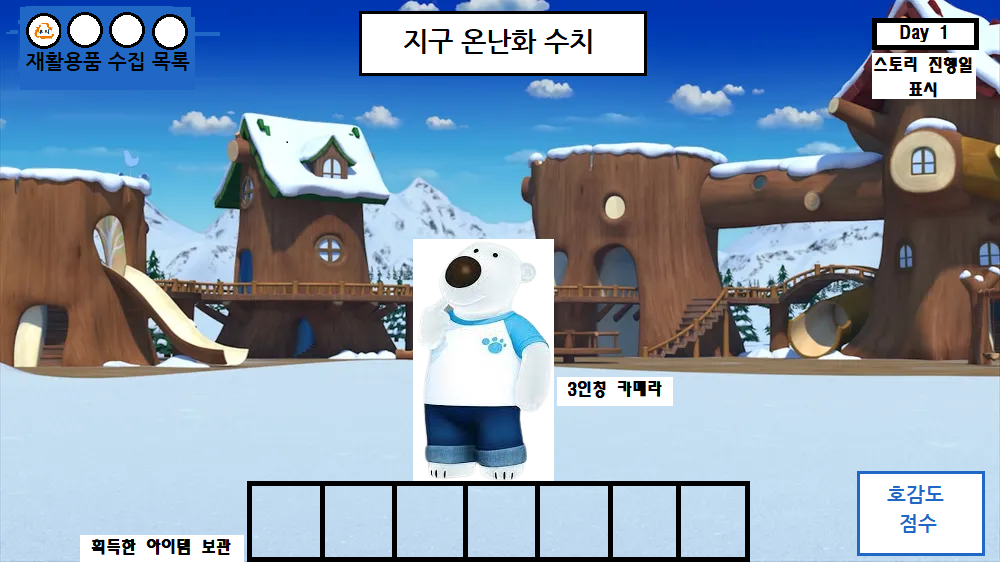 지구 온난화 수치
Day 1
재활용품 수집 목록
스토리 진행일
표시
3인칭 카메라
호감도
점수
획득한 아이템 보관